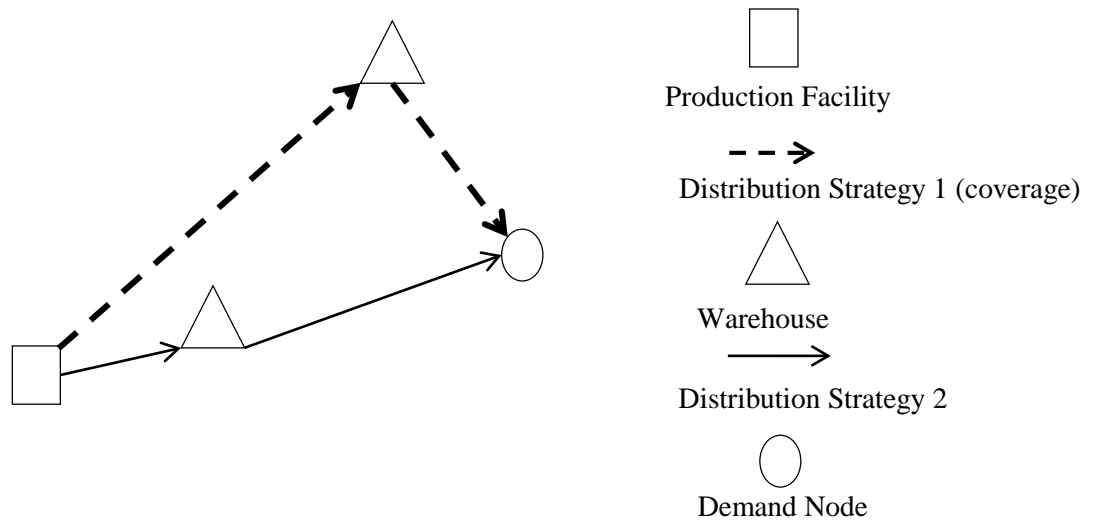 Production Facility
Distribution Strategy 1 (coverage)
Warehouse
Distribution Strategy 2
Demand Node